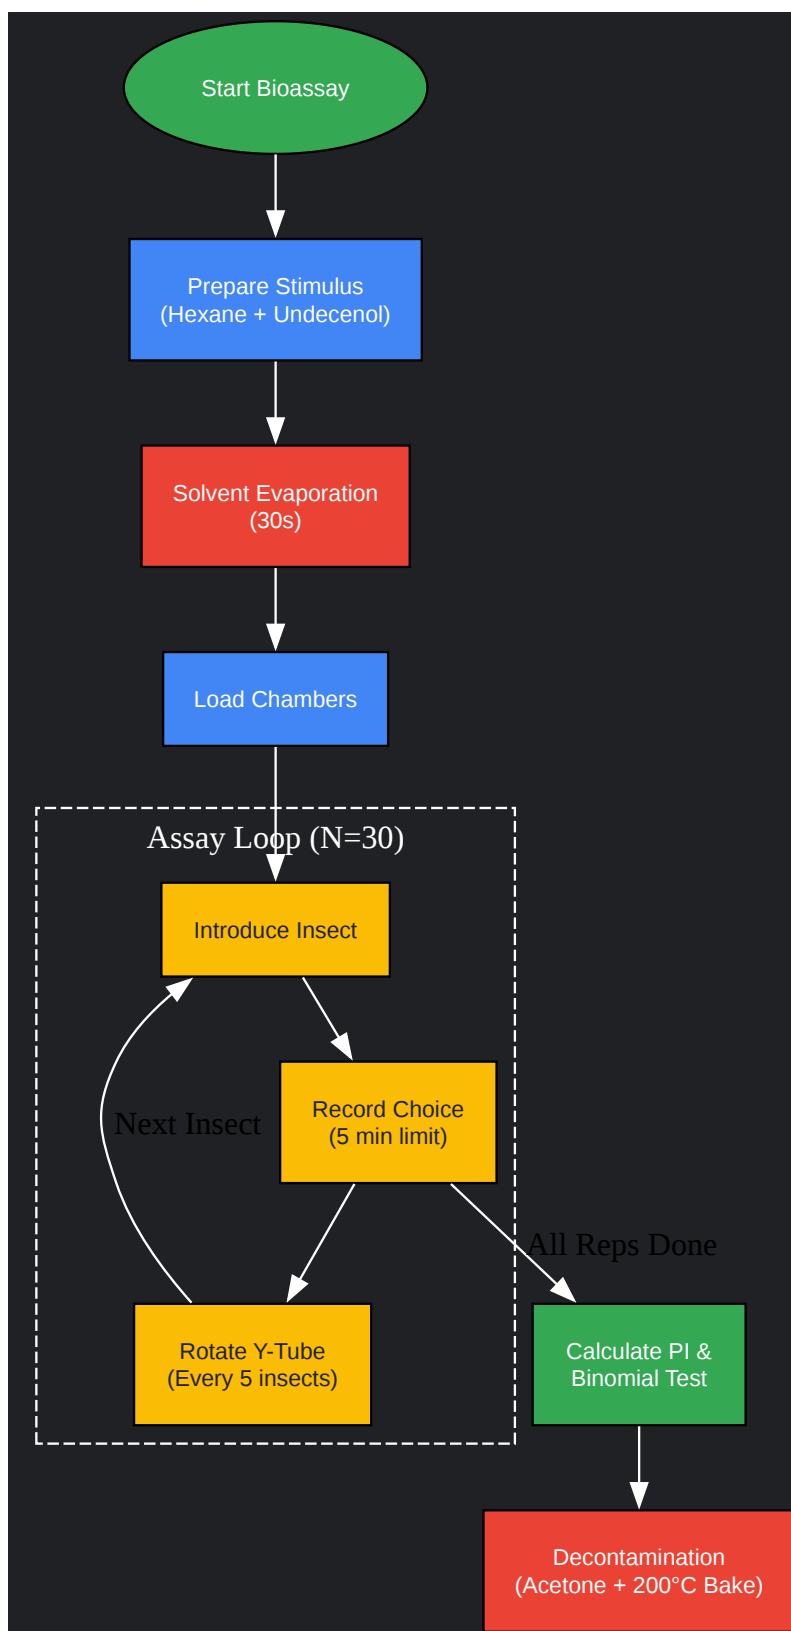 Start Bioassay
Prepare Stimulus
(Hexane + Undecenol)
Solvent Evaporation
(30s)
Load Chambers
Assay Loop (N=30)
Introduce Insect
Record Choice
(5 min limit)
Next Insect
All Reps Done
Rotate Y-Tube
(Every 5 insects)
Calculate PI &
Binomial Test
Decontamination
(Acetone + 200°C Bake)